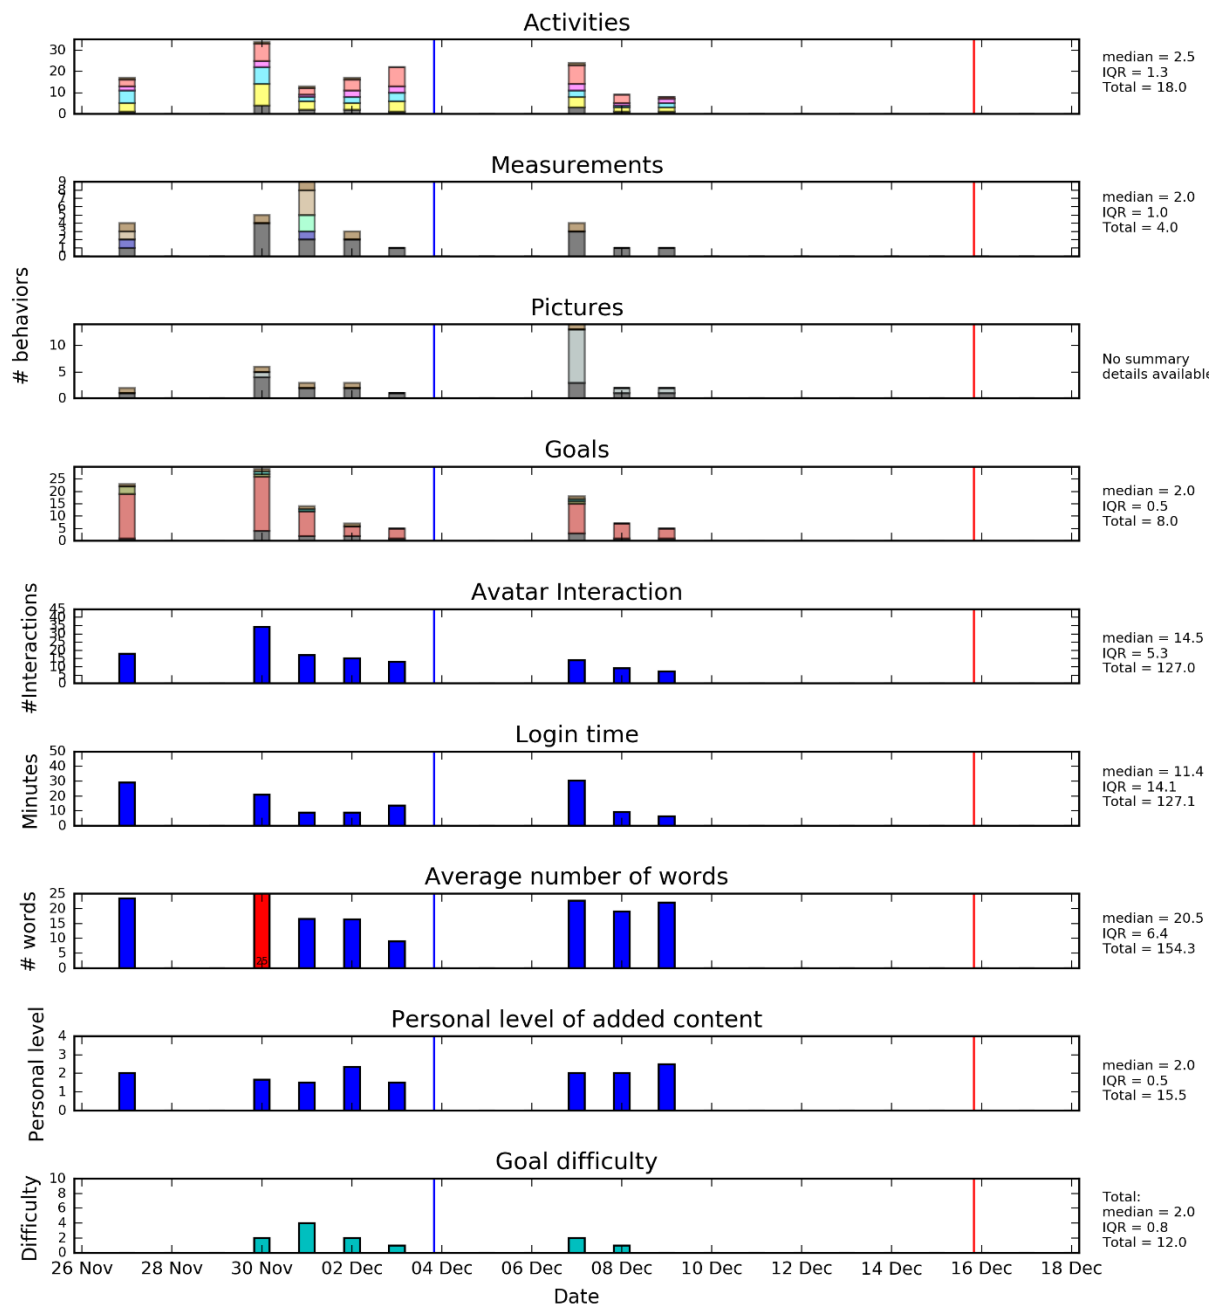 Activities
30
20
10
0
median = 2.5
IQR = 1.3
Total = 18.0
Measurements
9
8
7
6
5
4
3
2
1
0
median = 2.0
IQR = 1.0
Total = 4.0
# behaviors
Pictures
10
5
0
No summary
details available
Goals
25
20
15
10
5
0
median = 2.0
IQR = 0.5
Total = 8.0
Avatar Interaction
#Interactions
45
40
35
30
25
20
15
10
5
0
median = 14.5
IQR = 5.3
Total = 127.0
Login time
Minutes
50
40
30
20
10
0
median = 11.4
IQR = 14.1
Total = 127.1
Average number of words
# words
25
20
15
10
5
0
median = 20.5
IQR = 6.4
Total = 154.3
Personal level of added content
Personal level
4
3
2
1
0
median = 2.0
IQR = 0.5
Total = 15.5
Goal difficulty
Difficulty
10
8
6
4
2
0
Total:
median = 2.0
IQR = 0.8
Total = 12.0
26 Nov 28 Nov 30 Nov 02 Dec 04 Dec 06 Dec 08 Dec 10 Dec 12 Dec 14 Dec 16 Dec 18 Dec
Date